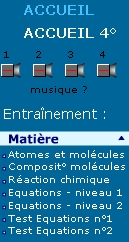 ACCUEIL
ACCUEIL 4°
1 2 3 4
musique ?
Entraînement :
Matière
Atomes et molécules
Composit° molécules
Réaction chimique
Equations - niveau 1
Equations - niveau 2
Test Equations n°1
Test Equations n°2